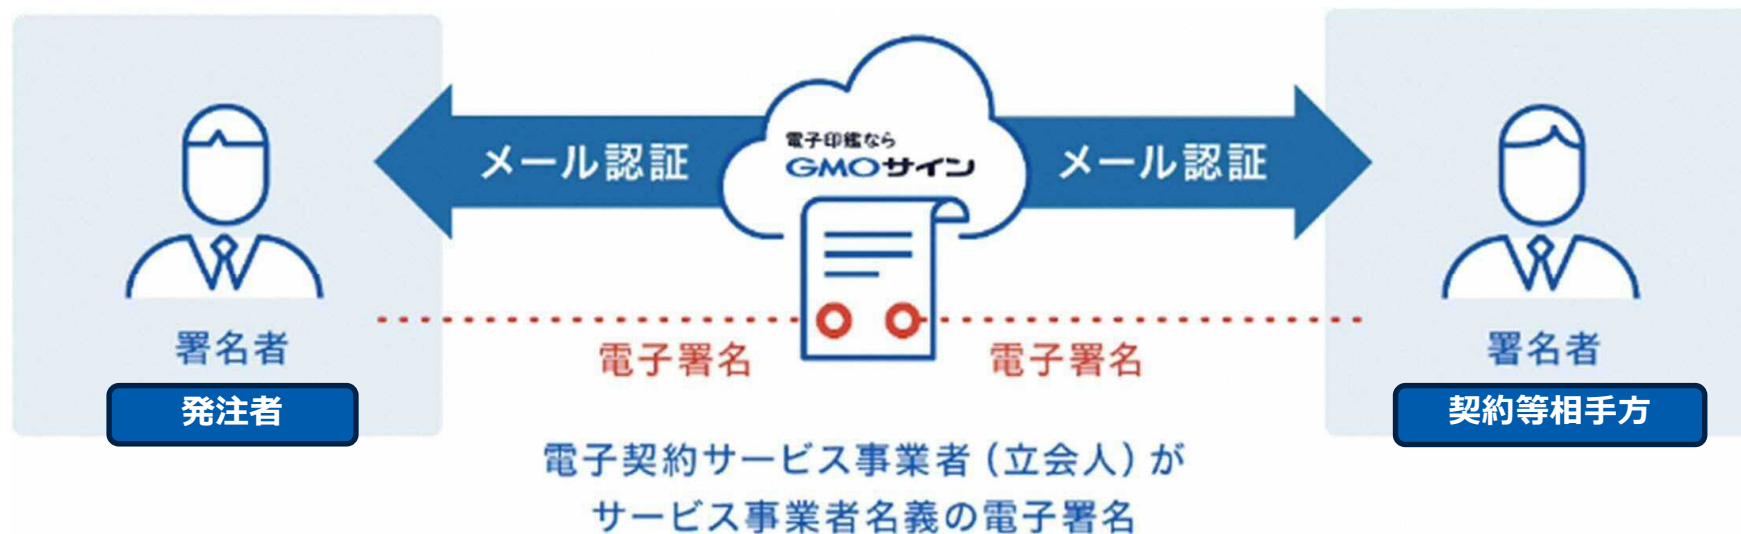 電子印鑑なら
GMOサイン
メール認証
メール認証
電子署名
電子署名
署名者
発注者
署名者
契約等相手方
電子契約サービス事業者（立会人）が
サービス事業者名義の電子署名